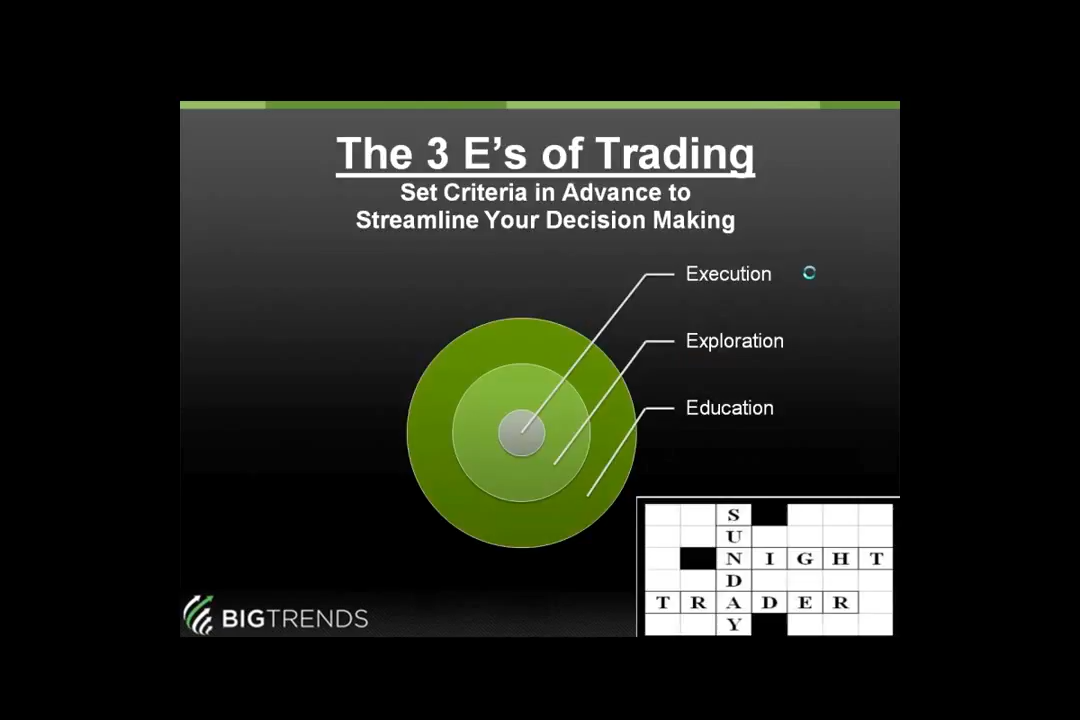 The 3 E’s of Trading
Set Criteria in Advance to
Streamline Your Decision Making
Execution
Exploration
Education
SUNDAY
NIGHT
TRADER
BIGTRENDS